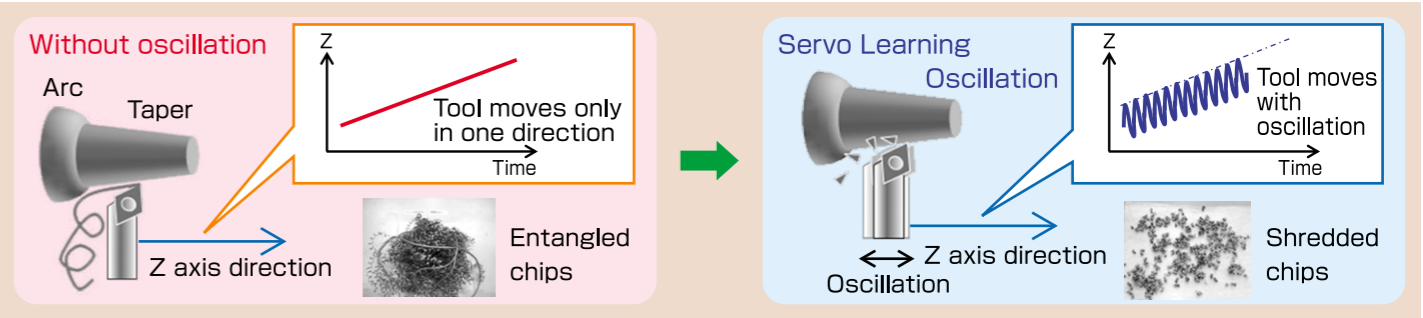 Without oscillation
Arc
Taper
Z
Tool moves only
in one direction
Time
Z axis direction
Entangled
chips
Servo Learning
Oscillation
Z
Tool moves
with
oscillation
Time
Z axis direction
Oscillation
Shredded
chips